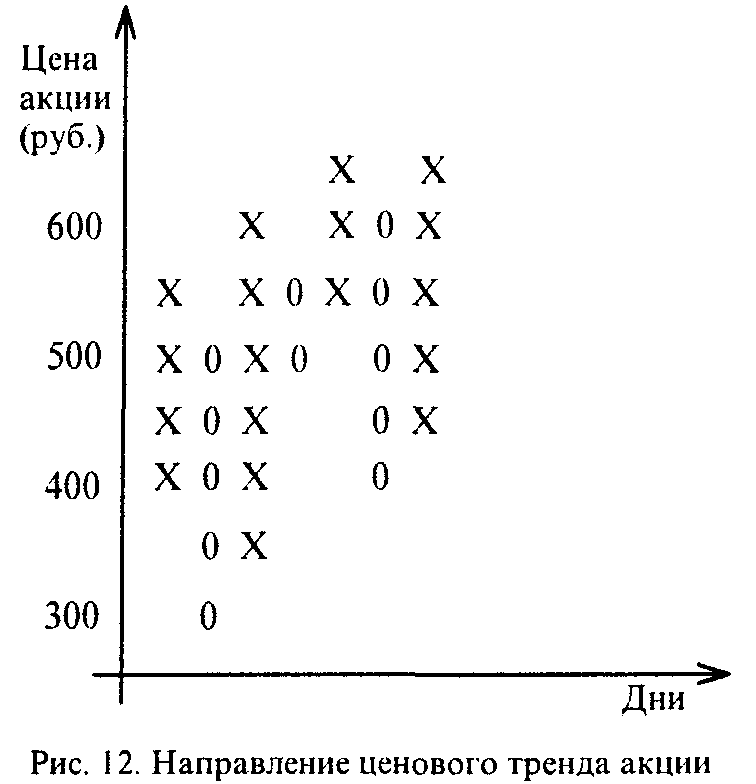 Цена
акции
(руб.)
X X
600 X X 0 X
X X 0 X 0 X
500 X 0 X 0 0 X
X 0 X 0 X
400 X 0 X 0
0 X
300 0
Дни
Рис. 12. Направление ценового тренда акции